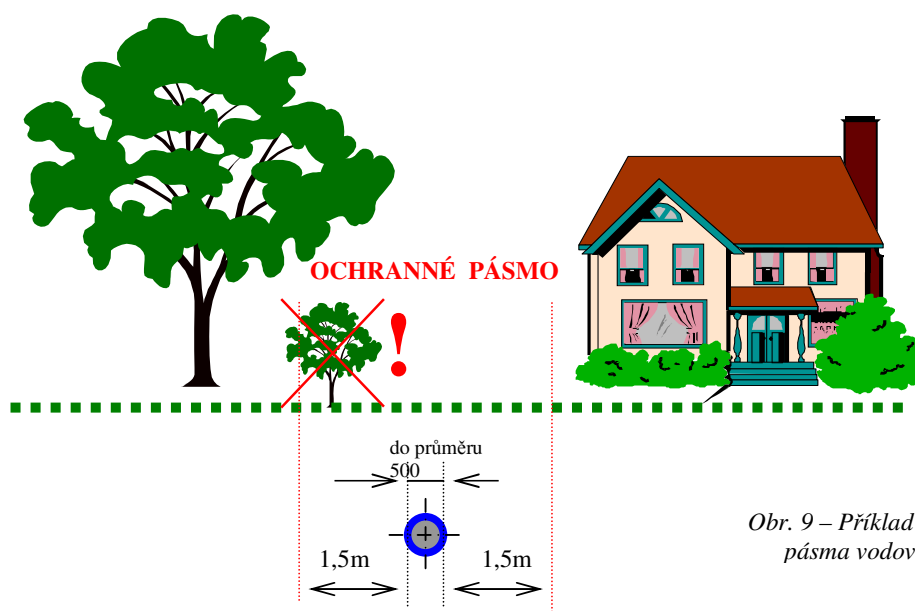 OCHRANNÉ PÁSMO
!
do průměru
500
1,5m
1,5m
Obr. 9 – Příklad
pásma vodov